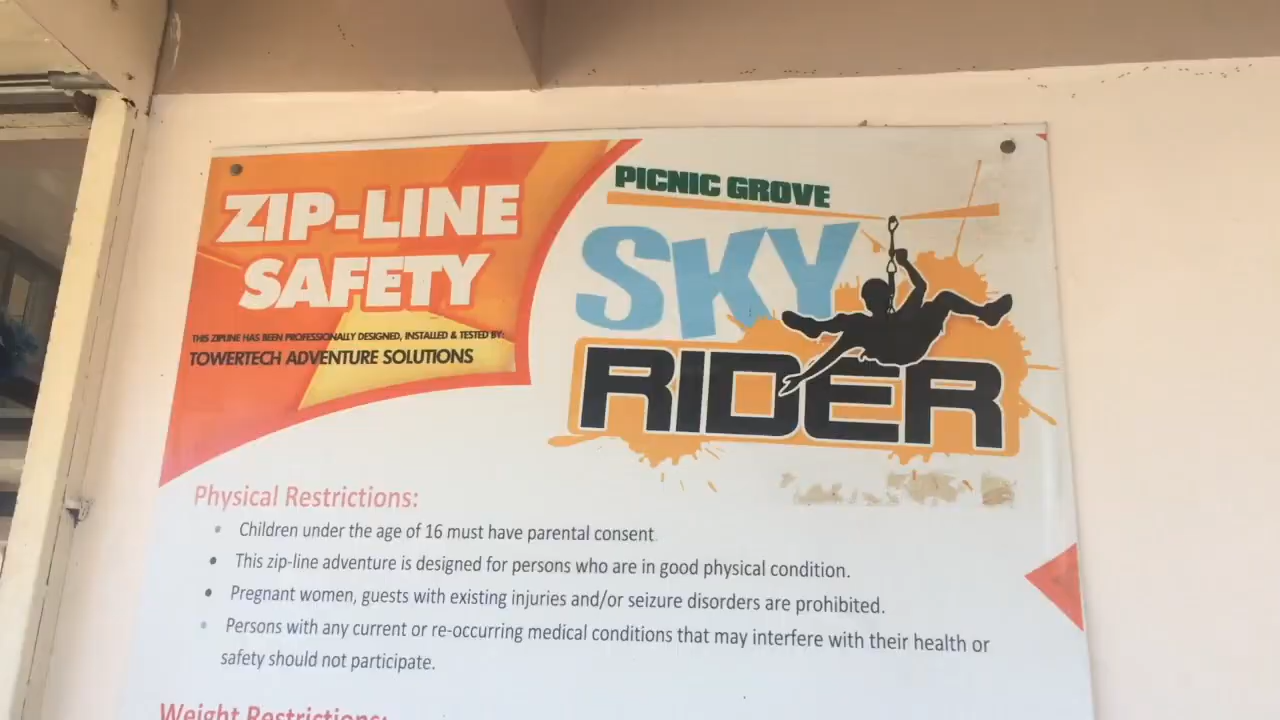 ZIP-LINE
SAFETY
THIS ZIPLINE HAS BEEN PROFESSIONALLY DESIGNED, INSTALLED & TESTED BY:
TOWERTECH ADVENTURE SOLUTIONS
PICNIC GROVE
SKY
RIDER
Physical Restrictions:
• Children under the age of 16 must have parental consent.
• This zip-line adventure is designed for persons who are in good physical condition.
• Pregnant women, guests with existing injuries and/or seizure disorders are prohibited.
• Persons with any current or re-occurring medical conditions that may interfere with their health or
safety should not participate.
Weight Restrictions: